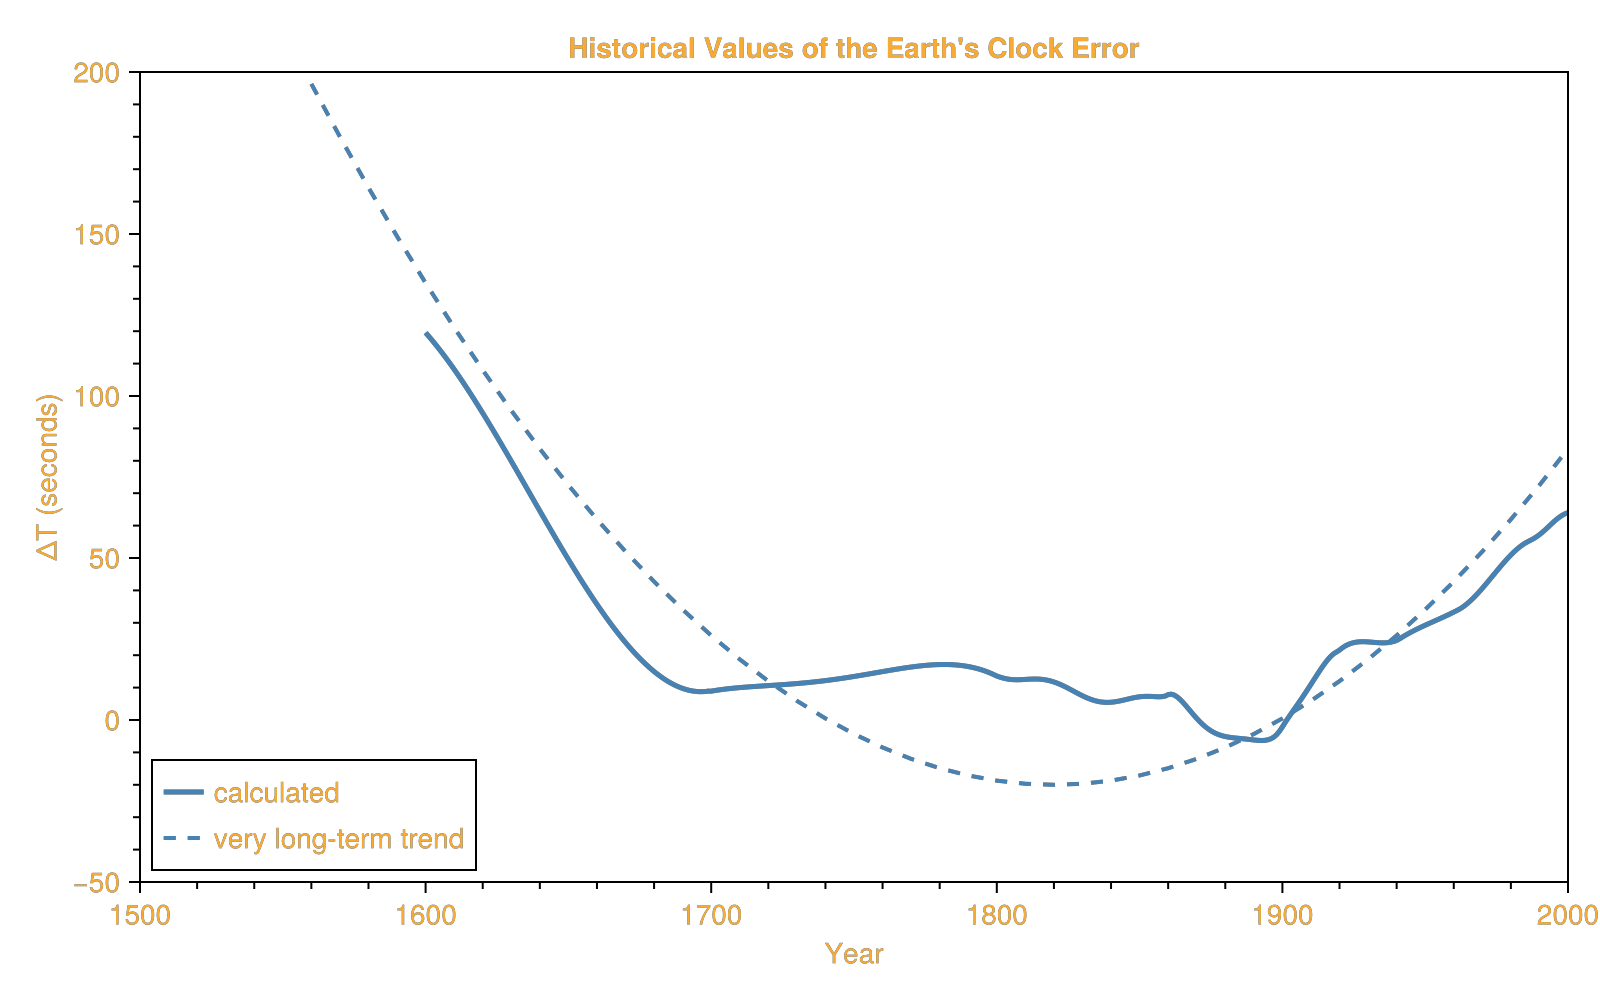 Historical Values of the Earth's Clock Error
200
150
100
50
0
−50
ΔT (seconds)
calculated
very long-term trend
1500 1600 1700 1800 1900 2000
Year